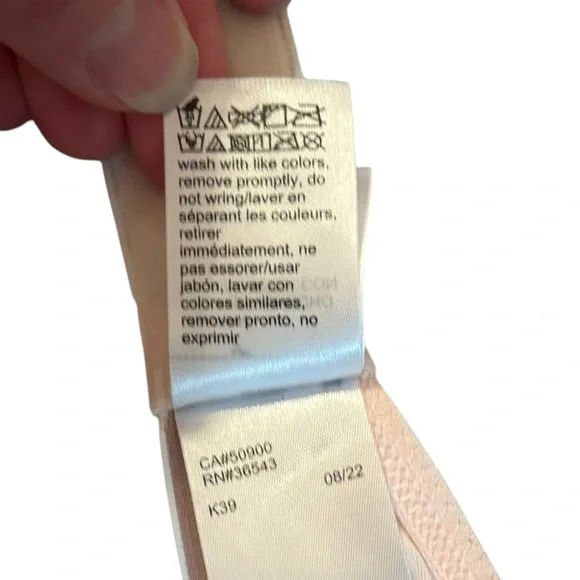 wash with like colors,
remove promptly, do
not wring/laver en
séparant les couleurs,
retirer
immédiatement, ne
pas essorer/usar
jabón, lavar con
colores similares,
remover pronto, no
exprimir
CA#50900
RN#36543
08/22
K39